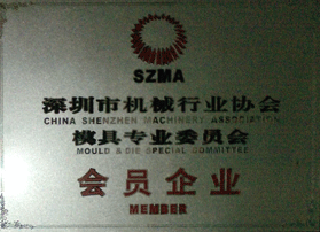 SZMA
深圳市机械行业协会
CHINA SHENZHEN MACHINERY ASSOCIATION
模具专业委员会
MOULD & DIE SPECIAL COMMITTEE
会员企业
MEMBER